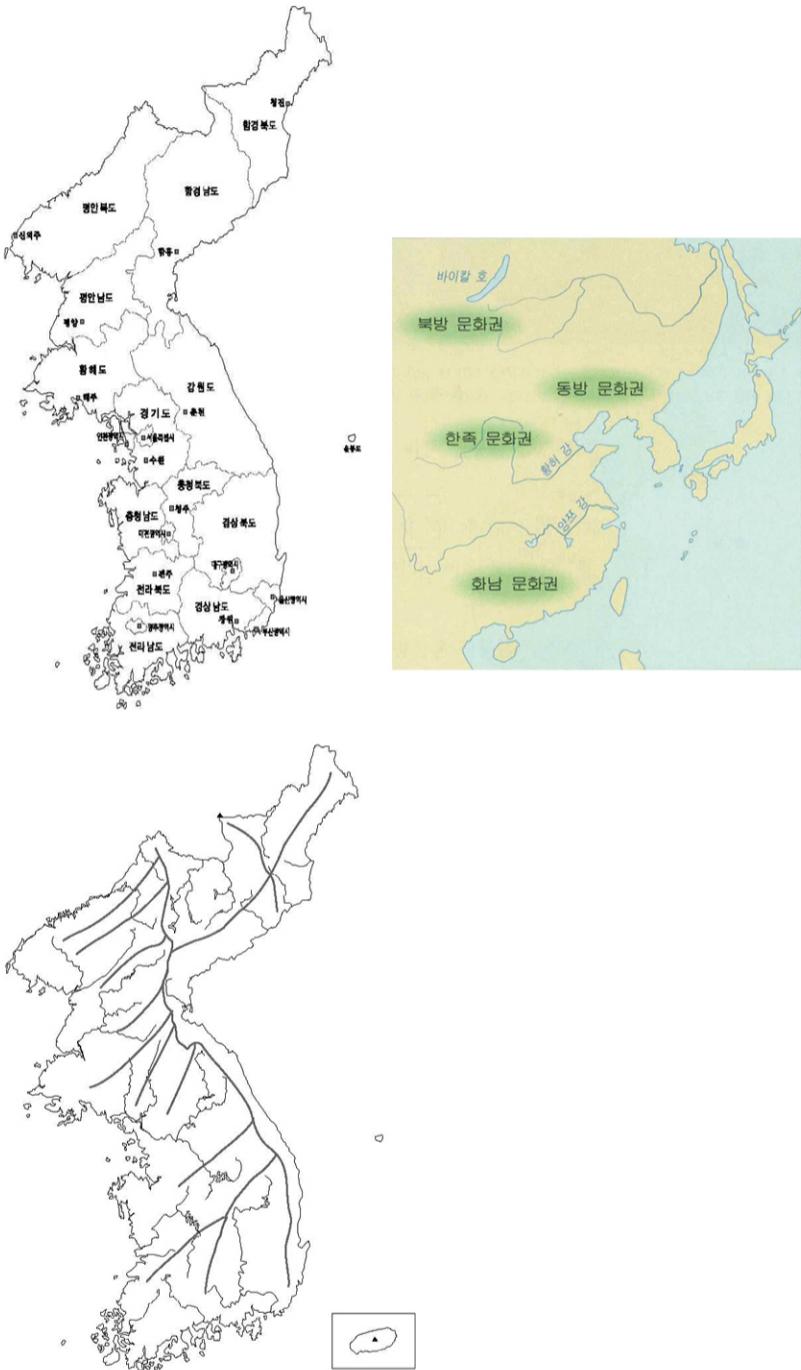 청진
함경북도
함경남도
평안북도
신의주
함흥
평안남도
평양
황해도
해주
강원도
경기도
춘천
인천광역시
서울특별시
수원
울릉도
충청북도
청주
충청남도
대전광역시
경상북도
대구광역시
전주
전라북도
경상남도
창원
울산광역시
부산광역시
광주광역시
전라남도
바이칼 호
북방 문화권
동방 문화권
한족 문화권
황허 강
양쯔 강
화남 문화권